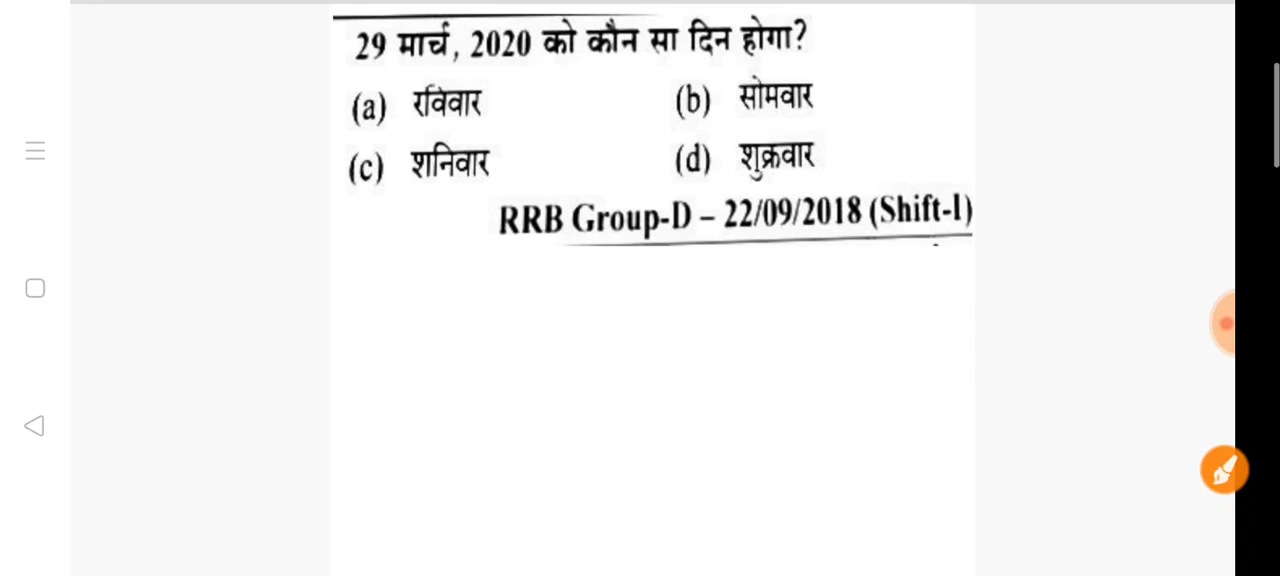 29 मार्च, 2020 को कौन सा दिन होगा?
(a) रविवार (b) सोमवार
(c) शनिवार (d) शुक्रवार
RRB Group-D – 22/09/2018 (Shift-I)